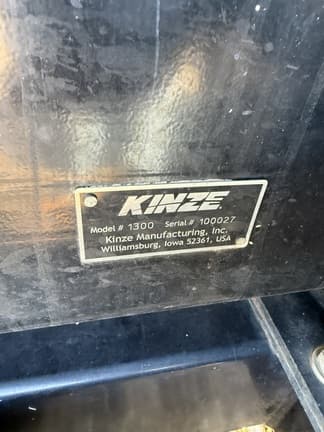 KINZE
Model # 1300 Serial # 100027
Kinze Manufacturing, Inc.
Williamsburg, Iowa 52361, USA